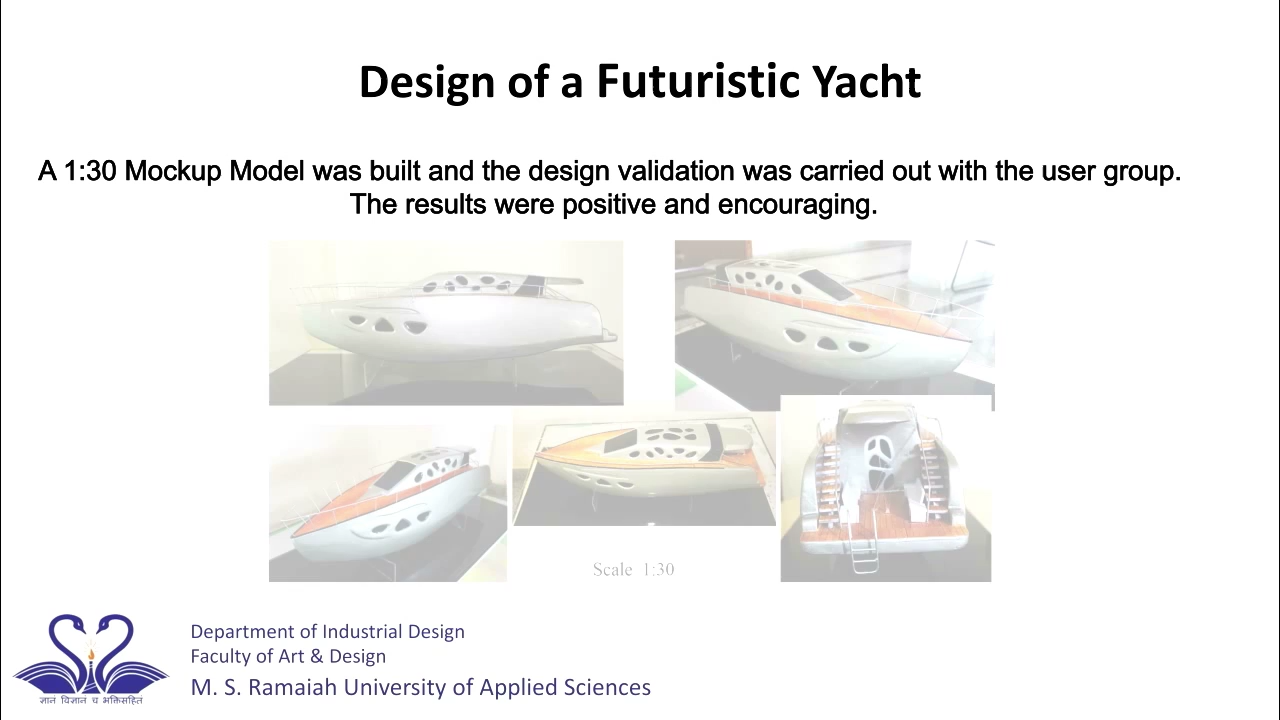 Design of a Futuristic Yacht
A 1:30 Mockup Model was built and the design validation was carried out with the user group.
The results were positive and encouraging.
Scale 1:30
Department of Industrial Design
Faculty of Art & Design
M. S. Ramaiah University of Applied Sciences
ज्ञानं विज्ञानं च भक्तिसहितं